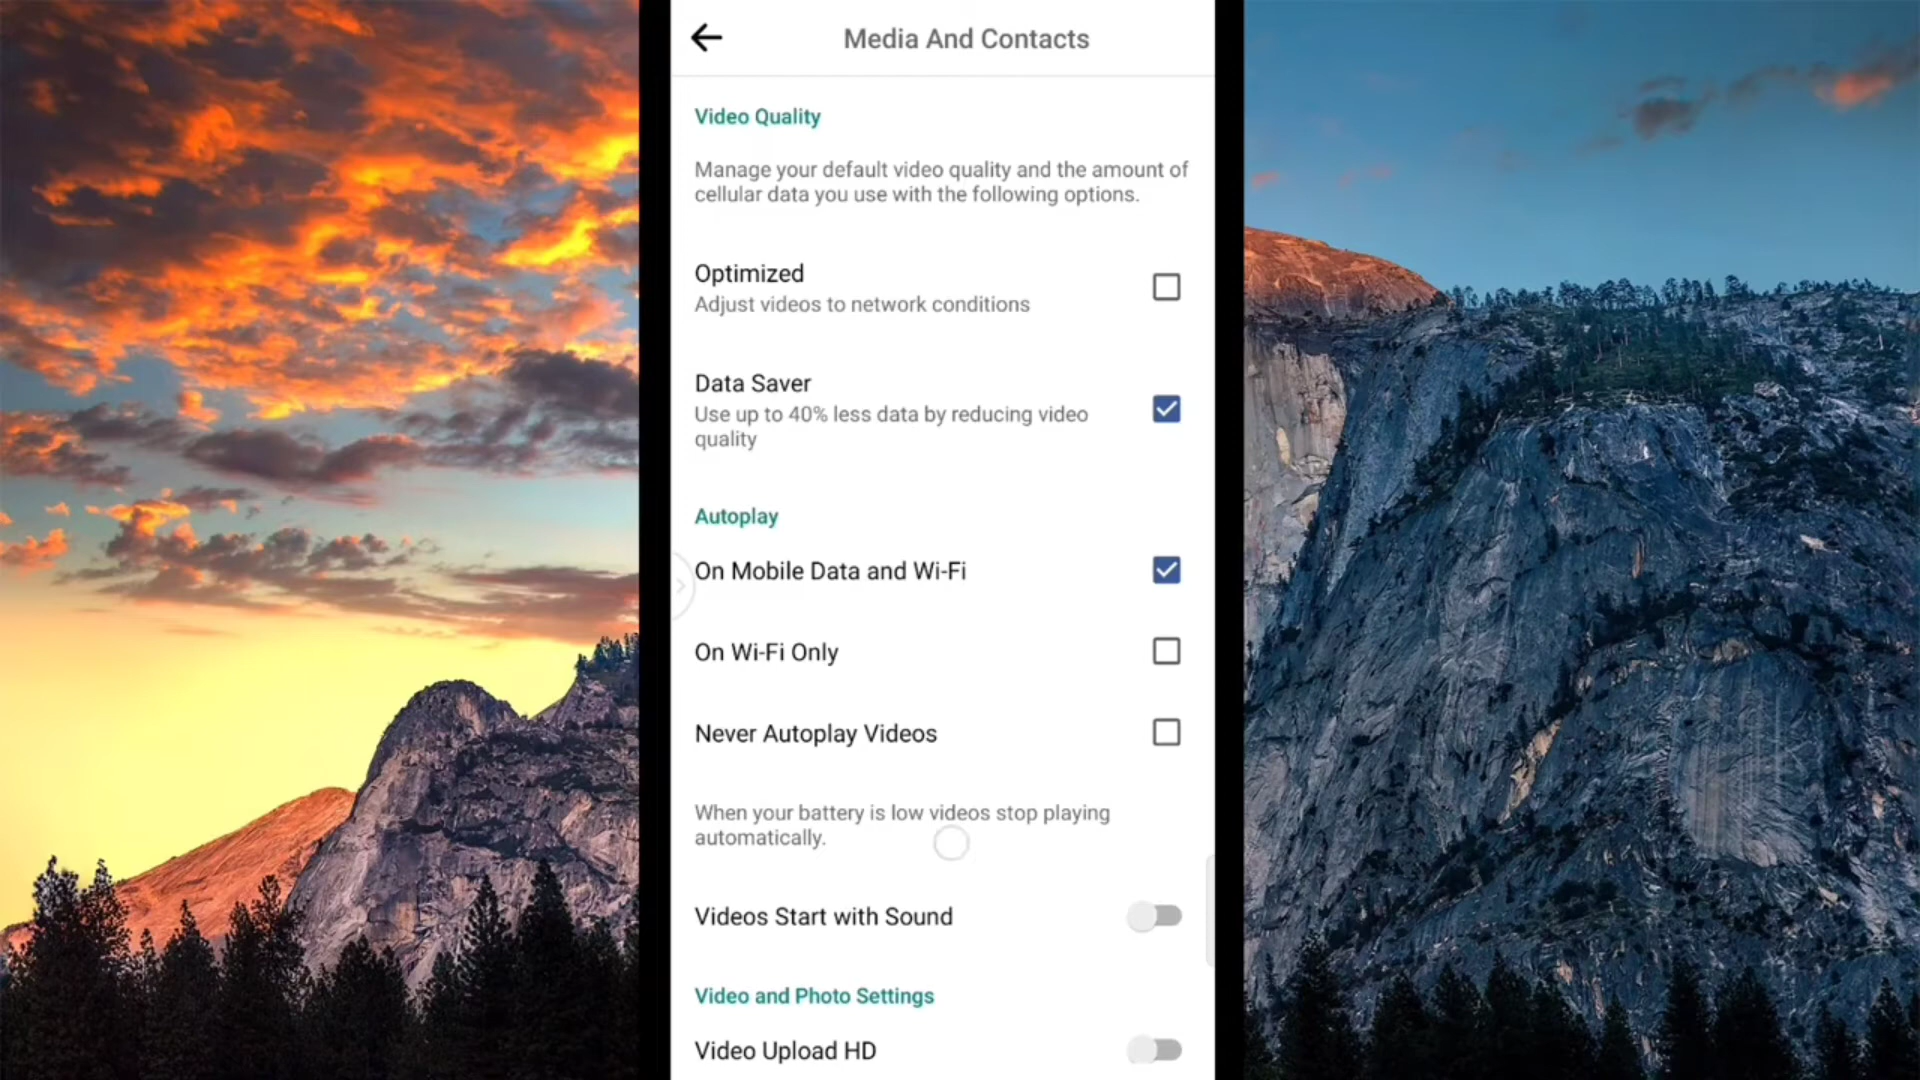 Media And Contacts
Video Quality
Manage your default video quality and the amount of
cellular data you use with the following options.
Optimized
Adjust videos to network conditions
Data Saver
Use up to 40% less data by reducing video
quality
Autoplay
On Mobile Data and Wi-Fi
On Wi-Fi Only
Never Autoplay Videos
When your battery is low videos stop playing
automatically.
Videos Start with Sound
Video and Photo Settings
Video Upload HD